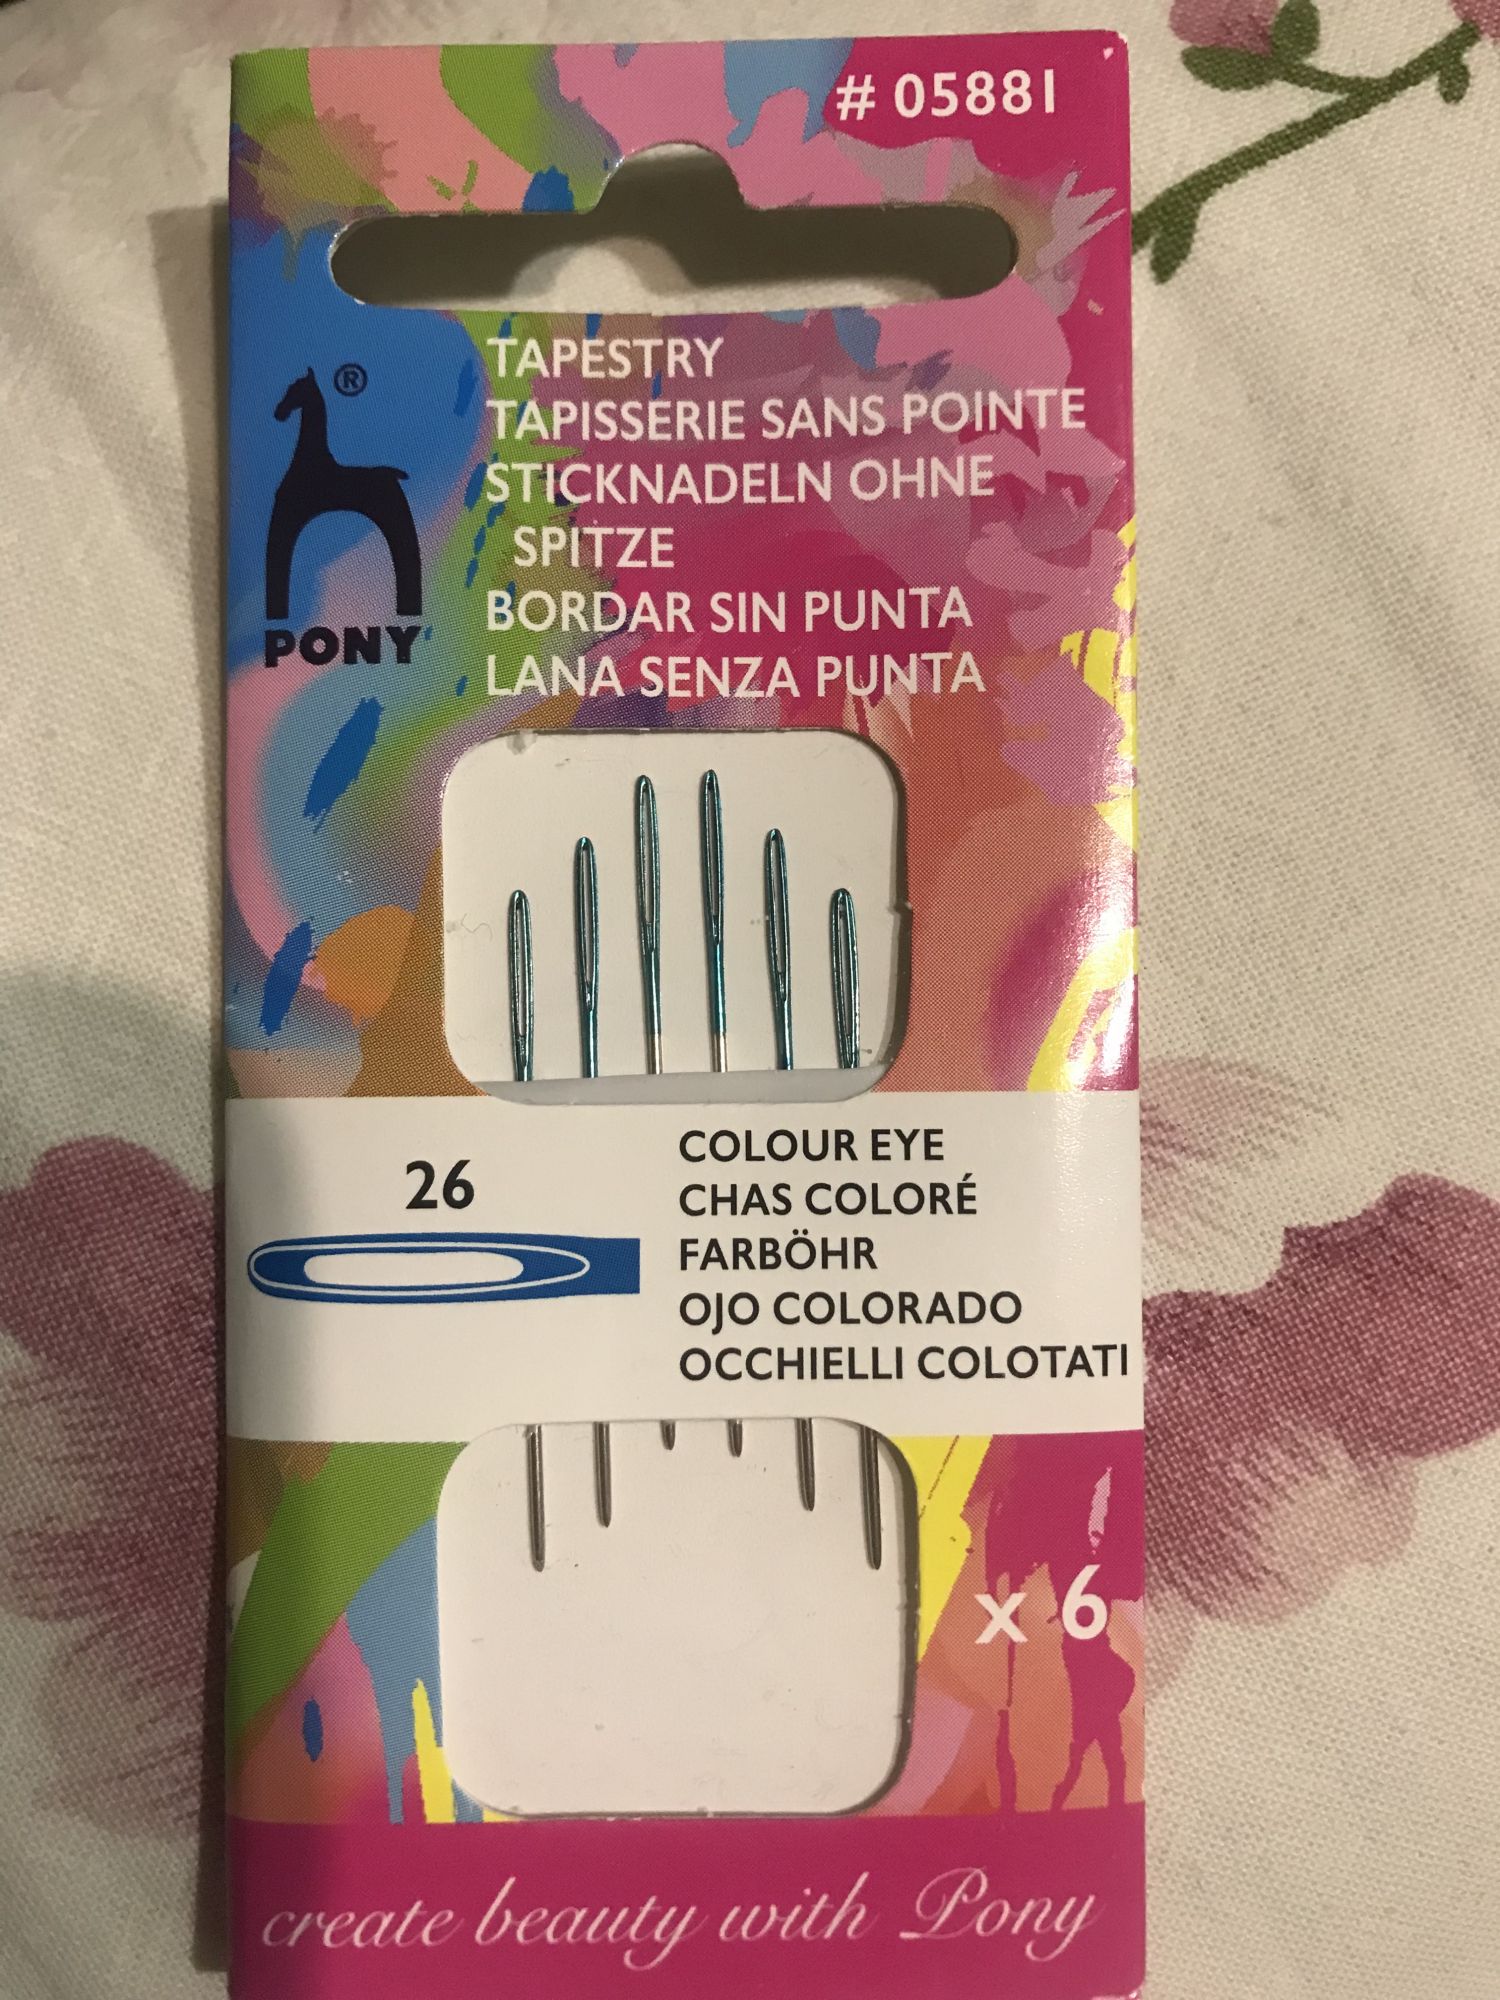 # 05881
®
PONY
TAPESTRY
TAPISSERIE SANS POINTE
STICKNADELN OHNE
SPITZE
BORDAR SIN PUNTA
LANA SENZA PUNTA
26
COLOUR EYE
CHAS COLORÉ
FARBÖHR
OJO COLORADO
OCCHIELLI COLOTATI
x 6
create beauty with Pony